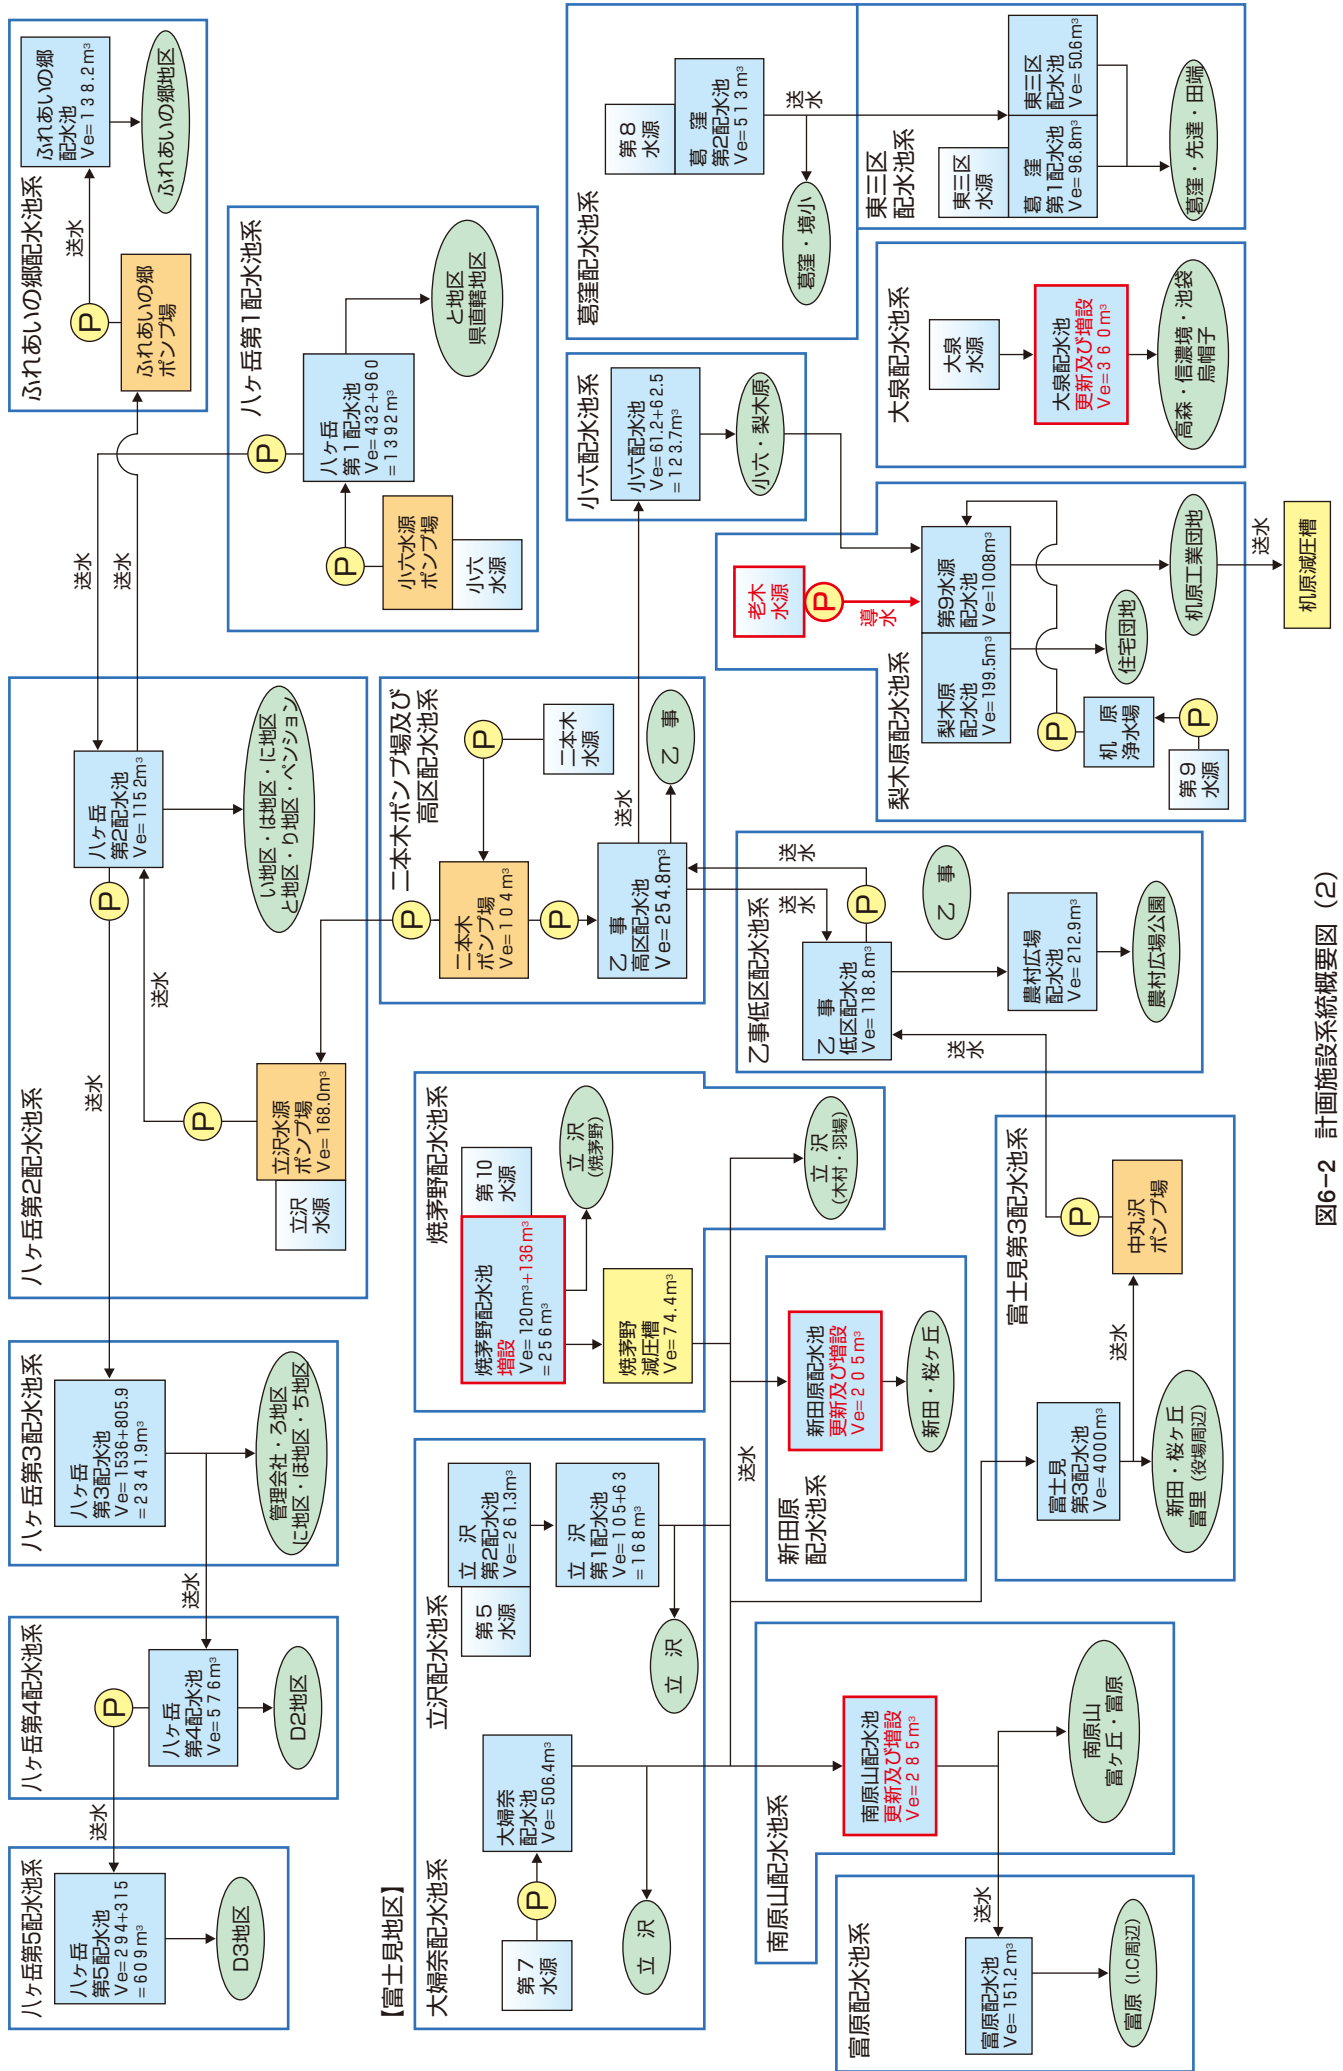 【富士見地区】
八ヶ岳第5配水池系
八ヶ岳
第5配水池
Ve=294+315
=609m³
D3地区
送水
P
八ヶ岳第4配水池系
八ヶ岳
第4配水池
Ve=576m³
D2地区
送水
八ヶ岳第3配水池系
八ヶ岳
第3配水池
Ve=1536+805.9
=2341.9m³
管理会社・ろ地区
に地区・ほ地区・ち地区
送水
八ヶ岳第2配水池系
P
八ヶ岳
第2配水池
Ve=1152m³
い地区・は地区・に地区
と地区・り地区・ペンション
送水
P
立沢水源
ポンプ場
Ve=168.0m³
立沢
水源
送水
送水
ふれあいの郷配水池系
ふれあいの郷
配水池
Ve=138.2m³
ふれあいの郷地区
送水
P
ふれあいの郷
ポンプ場
八ヶ岳第1配水池系
P
八ヶ岳
第1配水池
Ve=432+960
=1392m³
と地区
県直轄地区
P
小六水源
ポンプ場
小六
水源
大婦奈配水池系
第7
水源
P
大婦奈
配水池
Ve=506.4m³
立 沢
立沢配水池系
第5
水源
立 沢
第2配水池
Ve=261.3m³
立 沢
第1配水池
Ve=105+63
=168m³
立 沢
送水
焼茅野配水池系
焼茅野配水池
増設
Ve=120m³+136m³
=256m³
第10
水源
立 沢
(焼茅野)
焼茅野
減圧槽
Ve=74.4m³
立 沢
(木村・羽場)
二本木ポンプ場及び
高区配水池系
P
二本木
ポンプ場
Ve=104m³
P
二本木
水源
P
乙 事
高区配水池
Ve=254.8m³
乙 事
送水
小六配水池系
小六配水池
Ve=61.2+62.5
=123.7m³
小六・梨木原
葛窪配水池系
第8
水源
葛 窪
第2配水池
Ve=513m³
送水
葛窪・境小
東三区
配水池系
東三区
水源
葛 窪
第1配水池
Ve=96.8m³
東三区
配水池
Ve=50.6m³
葛窪・先達・田端
大泉配水池系
大泉
水源
大泉配水池
更新及び増設
Ve=360m³
高森・信濃境・池袋
烏帽子
梨木原配水池系
老木
水源
P
導水
梨木原
配水池
Ve=199.5m³
第9水源
配水池
Ve=1008m³
住宅団地
P
机 原
浄水場
P
第9
水源
机原工業団地
送水
机原減圧槽
乙事低区配水池系
送水
送水
P
乙 事
低区配水池
Ve=118.8m³
乙 事
農村広場
配水池
Ve=212.9m³
農村広場公園
送水
新田原
配水池系
新田原配水池
更新及び増設
Ve=205m³
新田・桜ヶ丘
富士見第3配水池系
富士見
第3配水池
Ve=4000m³
新田・桜ヶ丘
富里(役場周辺)
送水
P
中丸沢
ポンプ場
南原山配水池系
南原山配水池
更新及び増設
Ve=285m³
南原山
富ヶ丘・富原
送水
富原配水池系
富原配水池
Ve=151.2m³
富原(I.C周辺)
図6-2 計画施設系統概要図(2)